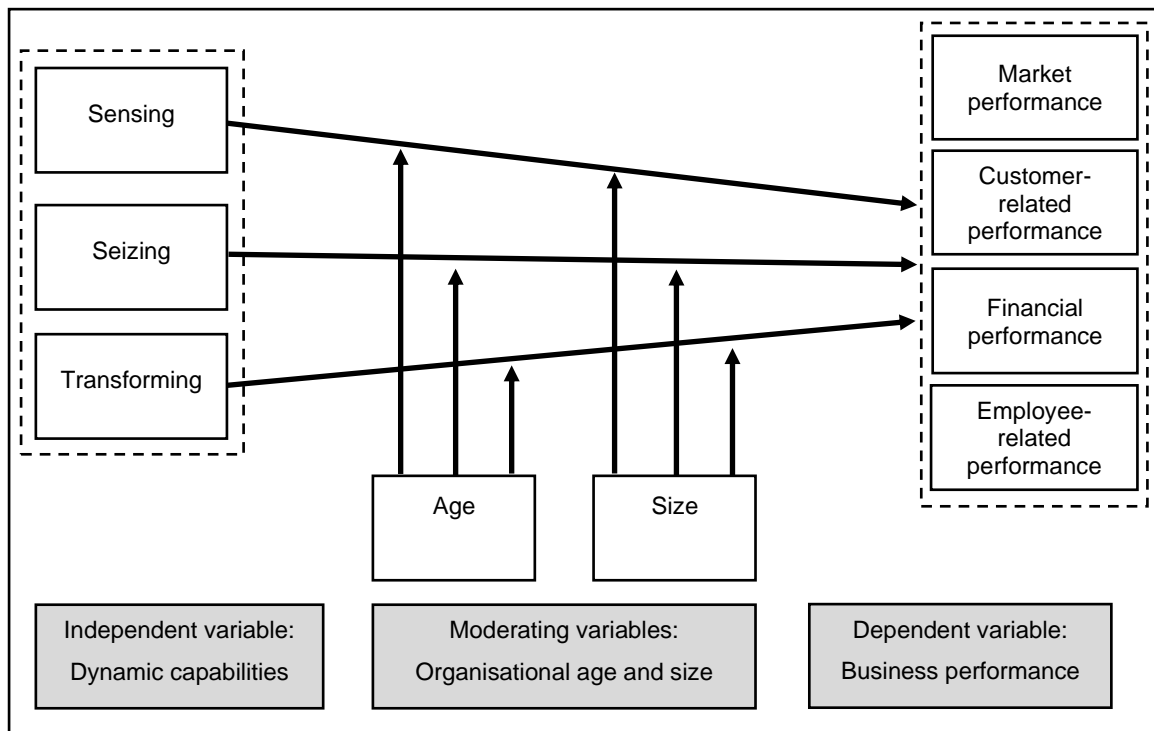 Sensing
Seizing
Transforming
Age
Size
Market
performance
Customer-
related
performance
Financial
performance
Employee-
related
performance
Independent variable:
Dynamic capabilities
Moderating variables:
Organisational age and size
Dependent variable:
Business performance